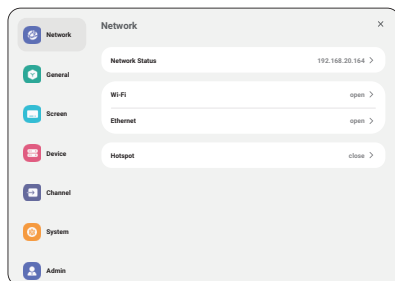 Network
General
Screen
Device
Channel
System
Admin
Network
×
Network Status 192.168.20.164 >
Wi-Fi open >
Ethernet open >
Hotspot close >